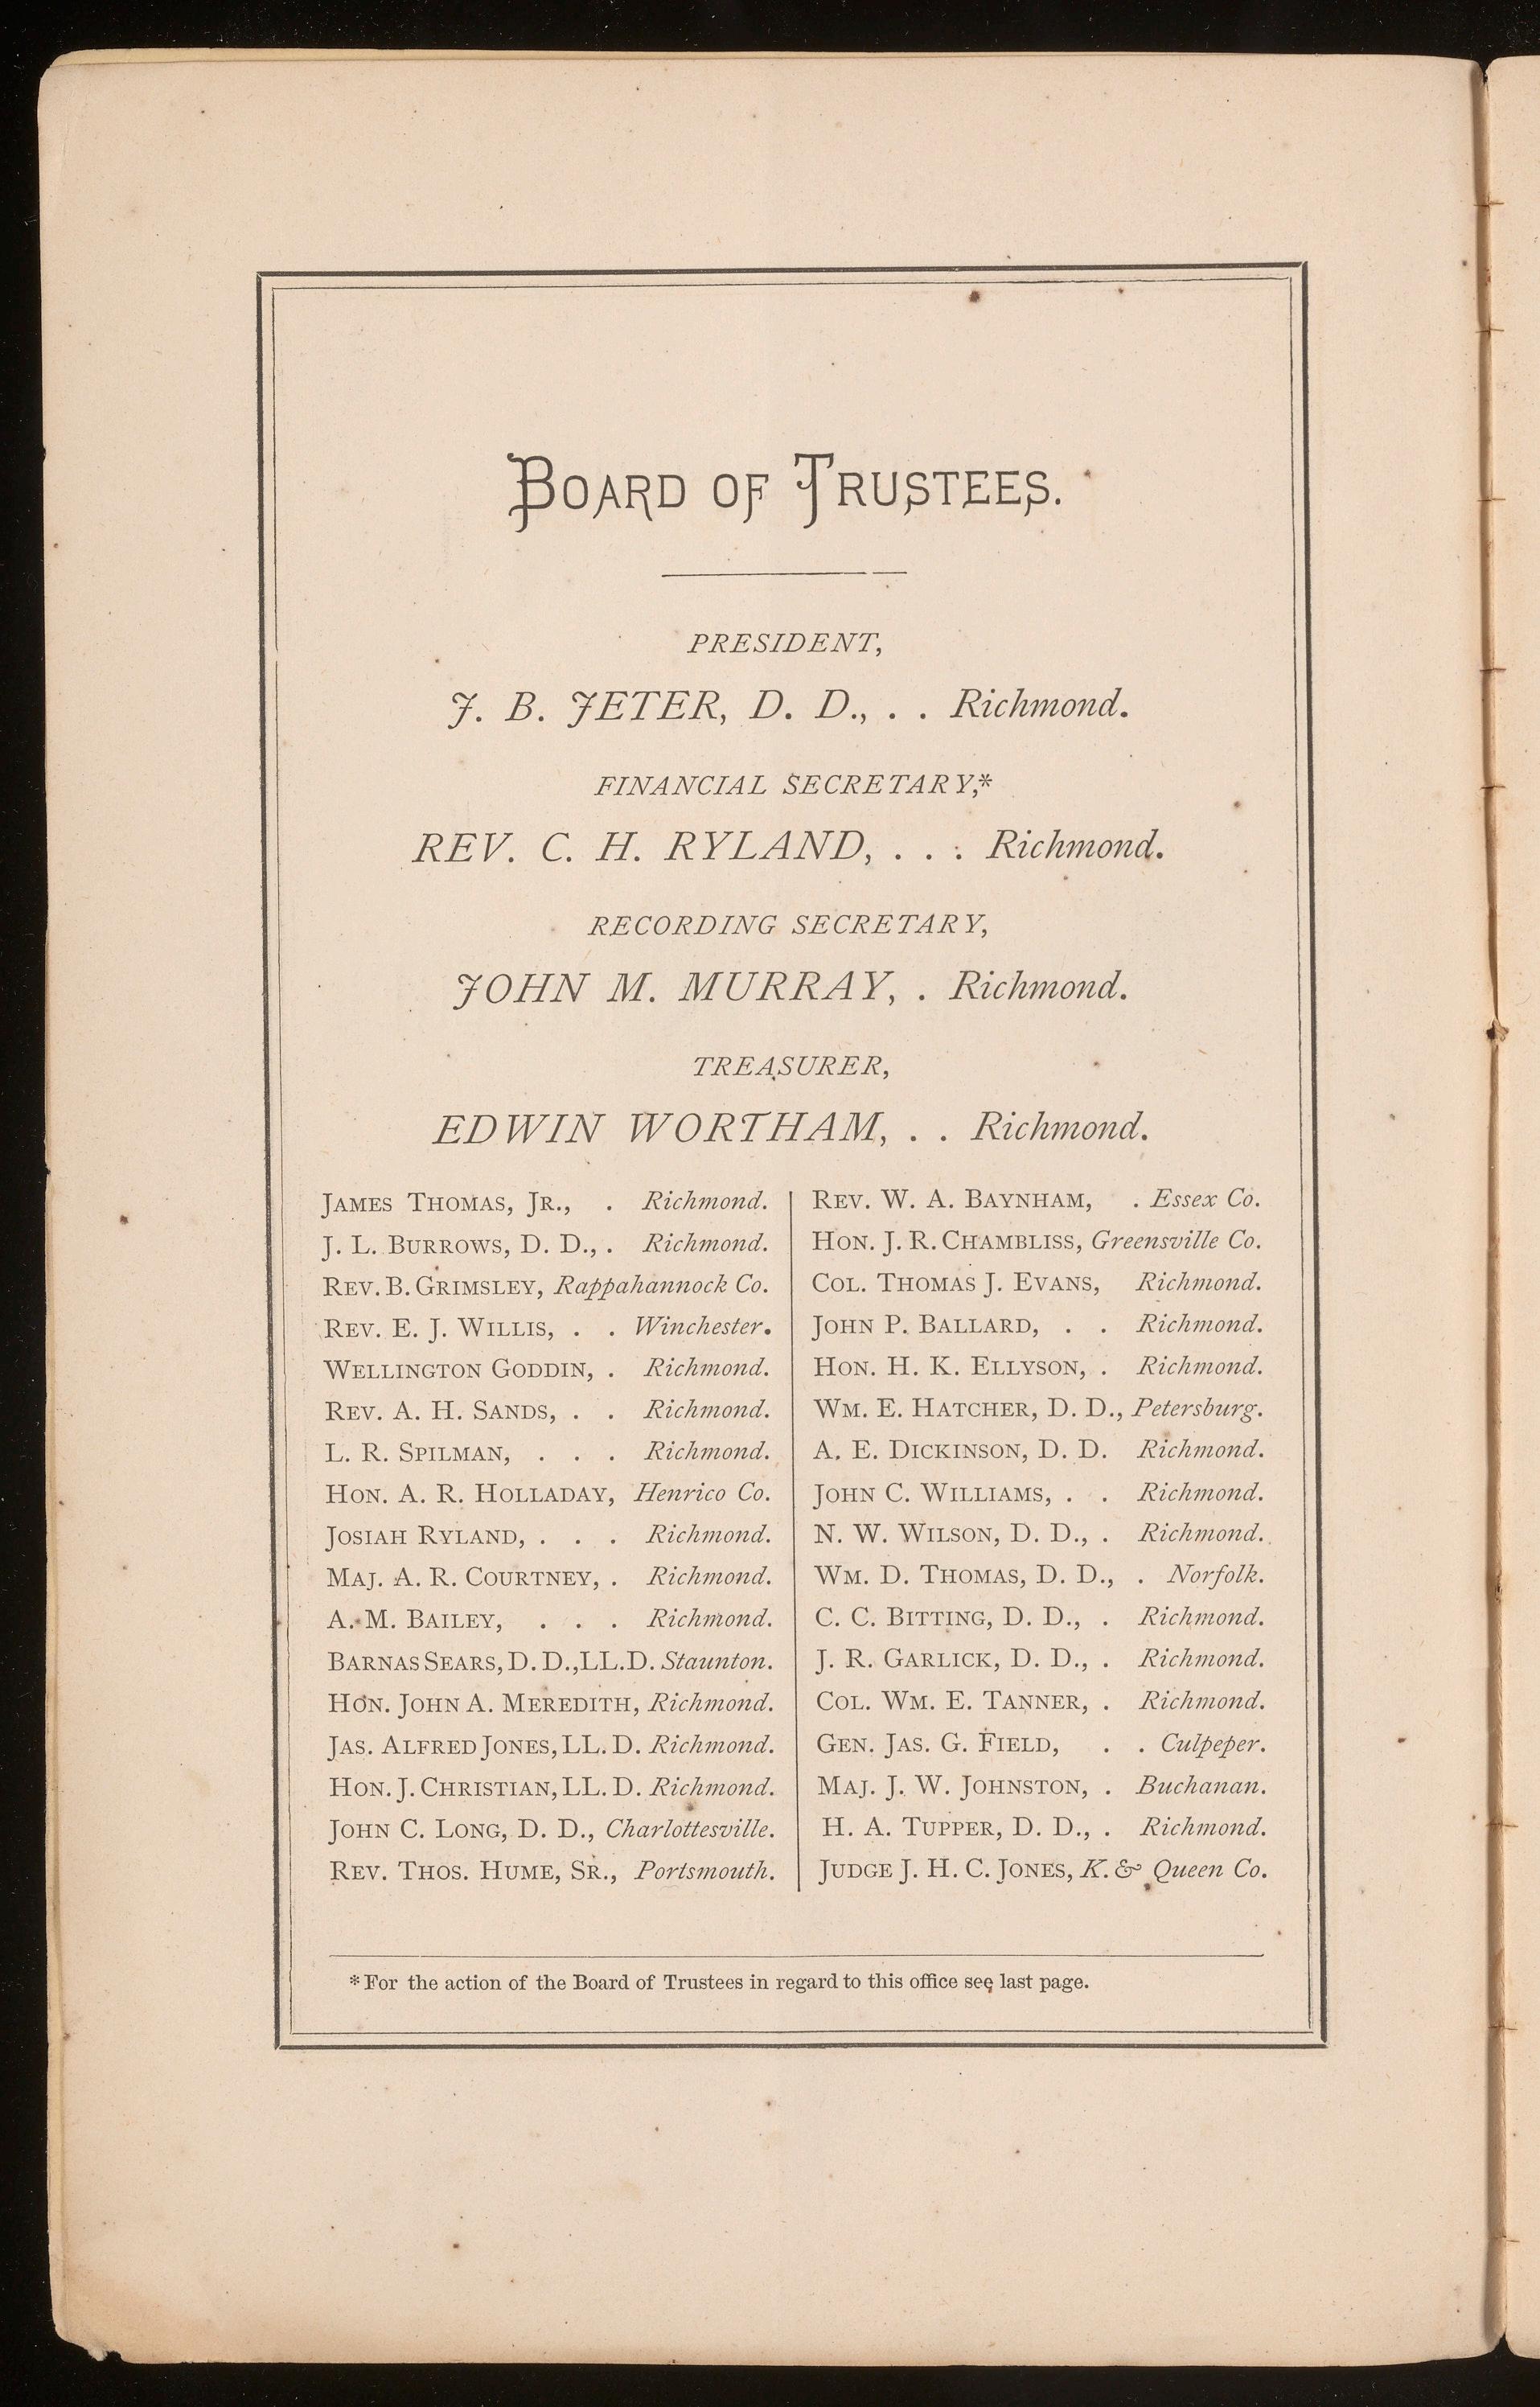 BOARD OF TRUSTEES.
PRESIDENT,
J. B. JETER, D. D., . . Richmond.
FINANCIAL SECRETARY,*
REV. C. H. RYLAND, . . . Richmond.
RECORDING SECRETARY,
JOHN M. MURRAY, . Richmond.
TREASURER,
EDWIN WORTHAM, . . Richmond.
JAMES THOMAS, JR., . Richmond.
J. L. BURROWS, D. D., . Richmond.
REV. B. GRIMSLEY, Rappahannock Co.
REV. E. J. WILLIS, . . Winchester.
WELLINGTON GODDIN, . Richmond.
REV. A. H. SANDS, . . Richmond.
L. R. SPILMAN, . . . Richmond.
HON. A. R. HOLLADAY, Henrico Co.
JOSIAH RYLAND, . . . Richmond.
MAJ. A. R. COURTNEY, . Richmond.
A. M. BAILEY, . . . Richmond.
BARNAS SEARS, D. D., LL.D. Staunton.
HON. JOHN A. MEREDITH, Richmond.
JAS. ALFRED JONES, LL. D. Richmond.
HON. J. CHRISTIAN, LL. D. Richmond.
JOHN C. LONG, D. D., Charlottesville.
REV. THOS. HUME, SR., Portsmouth.
REV. W. A. BAYNHAM, . Essex Co.
HON. J. R. CHAMBLISS, Greensville Co.
COL. THOMAS J. EVANS, Richmond.
JOHN P. BALLARD, . . Richmond.
HON. H. K. ELLYSON, . Richmond.
WM. E. HATCHER, D. D., Petersburg.
A. E. DICKINSON, D. D. Richmond.
JOHN C. WILLIAMS, . . Richmond.
N. W. WILSON, D. D., . Richmond.
WM. D. THOMAS, D. D., . Norfolk.
C. C. BITTING, D. D., . Richmond.
J. R. GARLICK, D. D., . Richmond.
COL. WM. E. TANNER, . Richmond.
GEN. JAS. G. FIELD, . . Culpeper.
MAJ. J. W. JOHNSTON, . Buchanan.
H. A. TUPPER, D. D., . Richmond.
JUDGE J. H. C. JONES, K. & Queen Co.
* For the action of the Board of Trustees in regard to this office see last page.